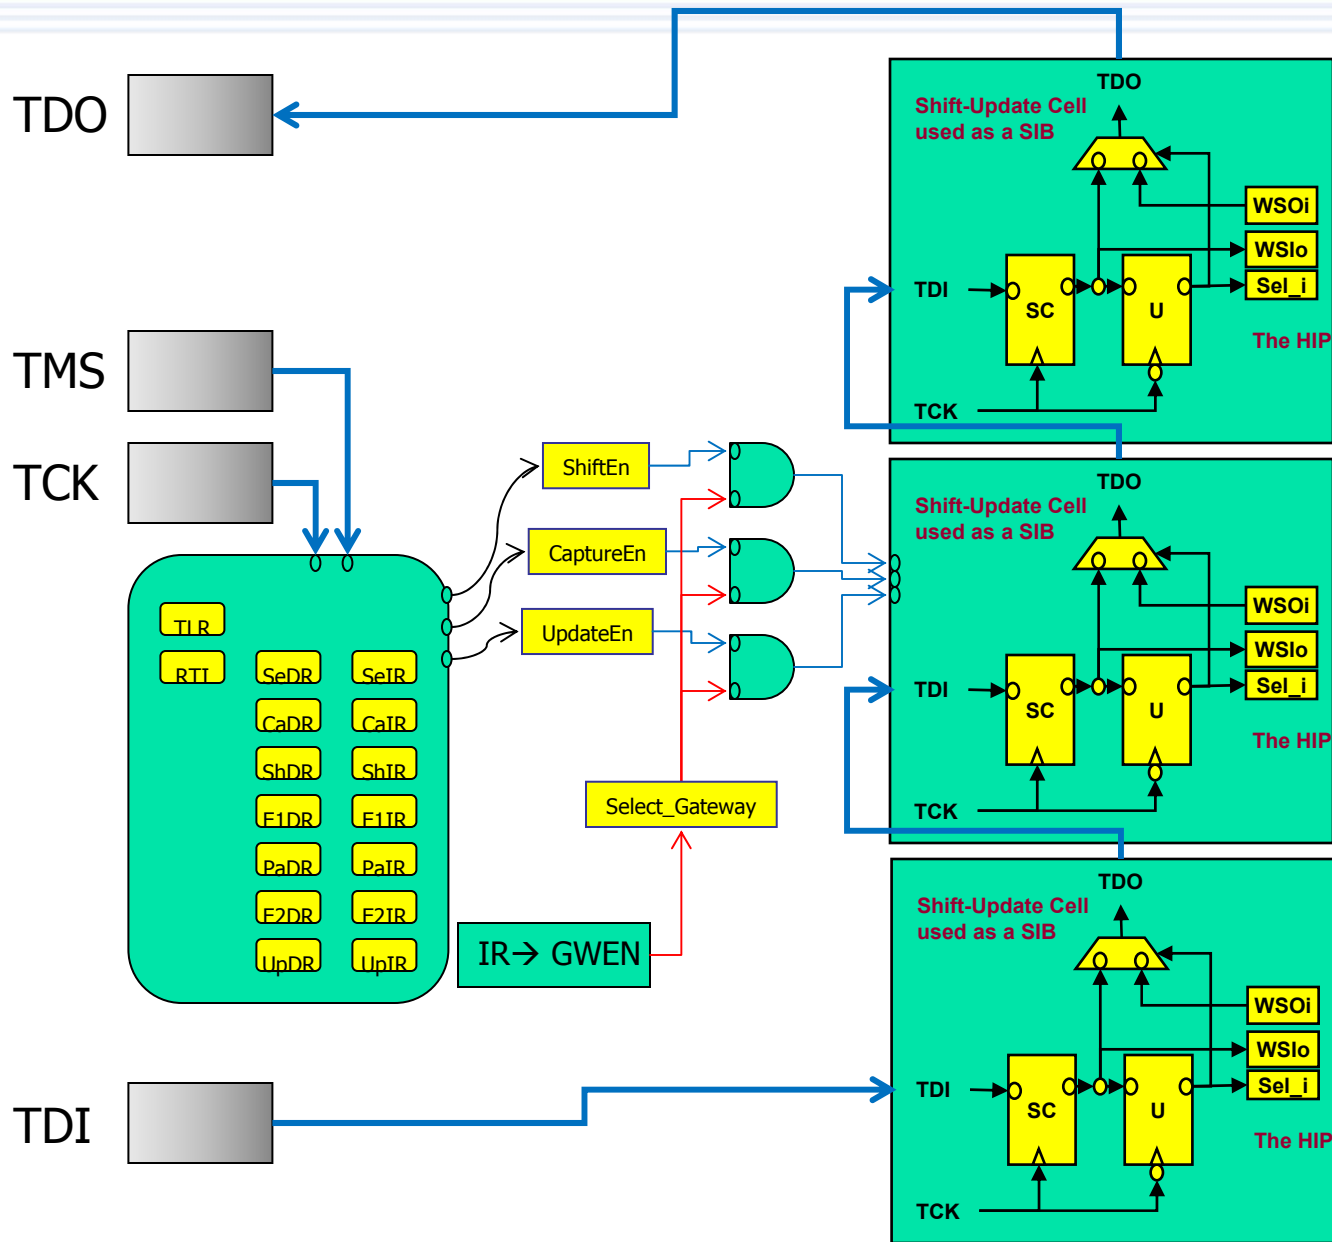 TDO
TMS
TCK
TDI
TLR
RTI
SeDR
SeIR
CaDR
CaIR
ShDR
ShIR
E1DR
E1IR
PaDR
PaIR
E2DR
E2IR
UpDR
UpIR
ShiftEn
CaptureEn
UpdateEn
Select_Gateway
IR→ GWEN
TDO
Shift-Update Cell
used as a SIB
WSOi
WSIo
Sel_i
TDI
SC
U
The HIP
TCK
TDO
Shift-Update Cell
used as a SIB
WSOi
WSIo
Sel_i
TDI
SC
U
The HIP
TCK
TDO
Shift-Update Cell
used as a SIB
WSOi
WSIo
Sel_i
TDI
SC
U
The HIP
TCK